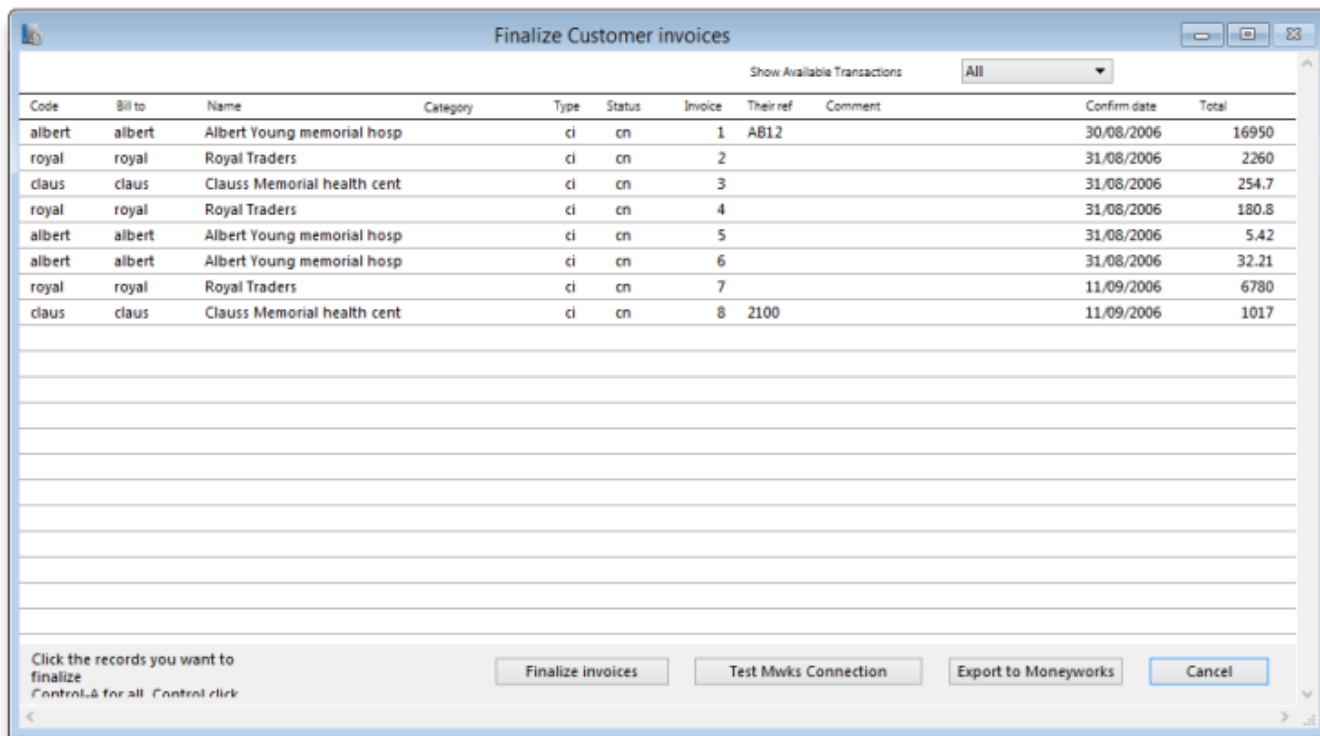 Finalize Customer invoices
Show Available Transactions All
Code Bill to Name Category Type Status Invoice Their ref Comment Confirm date Total
albert albert Albert Young memorial hosp ci cn 1 AB12 30/08/2006 16950
royal royal Royal Traders ci cn 2 31/08/2006 2260
claus claus Clauss Memorial health cent ci cn 3 31/08/2006 254.7
royal royal Royal Traders ci cn 4 31/08/2006 180.8
albert albert Albert Young memorial hosp ci cn 5 31/08/2006 5.42
albert albert Albert Young memorial hosp ci cn 6 31/08/2006 32.21
royal royal Royal Traders ci cn 7 11/09/2006 6780
claus claus Clauss Memorial health cent ci cn 8 2100 11/09/2006 1017
Click the records you want to
finalize
Control-A for all Control click
Finalize invoices Test Mwks Connection Export to Moneyworks Cancel